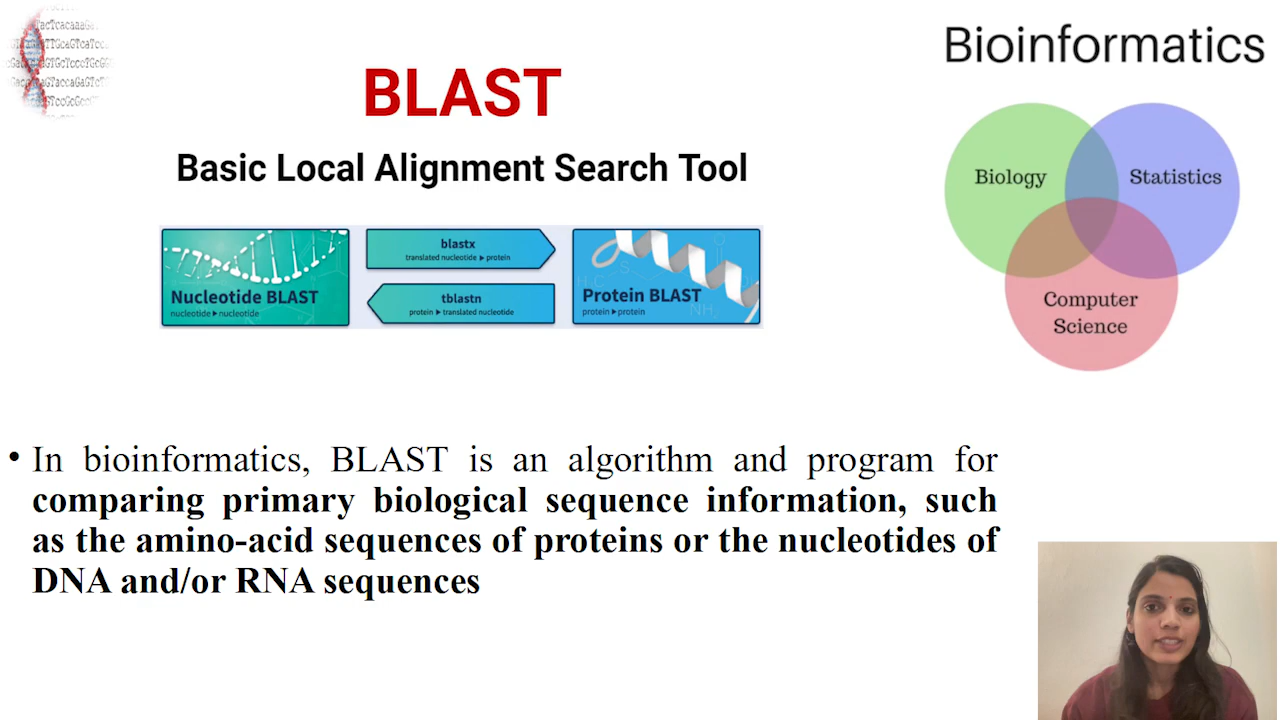 TacTcacaaaGa
TTGcaGTcaTcc
BLAST
Basic Local Alignment Search Tool
Nucleotide BLAST
nucleotide ▶ nucleotide
blastx
translated nucleotide ▶ protein
tblastn
protein ▶ translated nucleotide
Protein BLAST
protein ▶ protein
Bioinformatics
Biology
Statistics
Computer
Science
• In bioinformatics, BLAST is an algorithm and program for
comparing primary biological sequence information, such
as the amino-acid sequences of proteins or the nucleotides of
DNA and/or RNA sequences